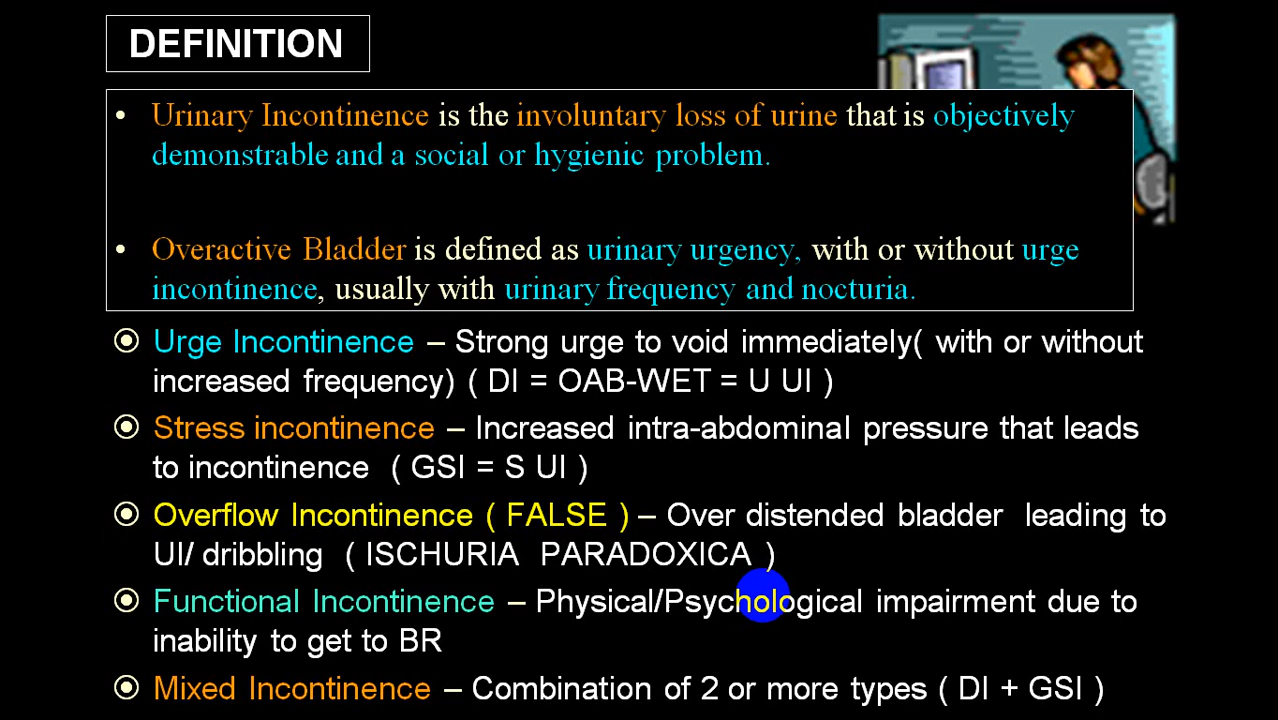 DEFINITION
• Urinary Incontinence is the involuntary loss of urine that is objectively
demonstrable and a social or hygienic problem.
• Overactive Bladder is defined as urinary urgency, with or without urge
incontinence, usually with urinary frequency and nocturia.
Urge Incontinence – Strong urge to void immediately( with or without
increased frequency) ( DI = OAB-WET = U UI )
Stress incontinence – Increased intra-abdominal pressure that leads
to incontinence ( GSI = S UI )
Overflow Incontinence ( FALSE ) – Over distended bladder leading to
UI/ dribbling ( ISCHURIA PARADOXICA )
Functional Incontinence – Physical/Psychological impairment due to
inability to get to BR
Mixed Incontinence – Combination of 2 or more types ( DI + GSI )